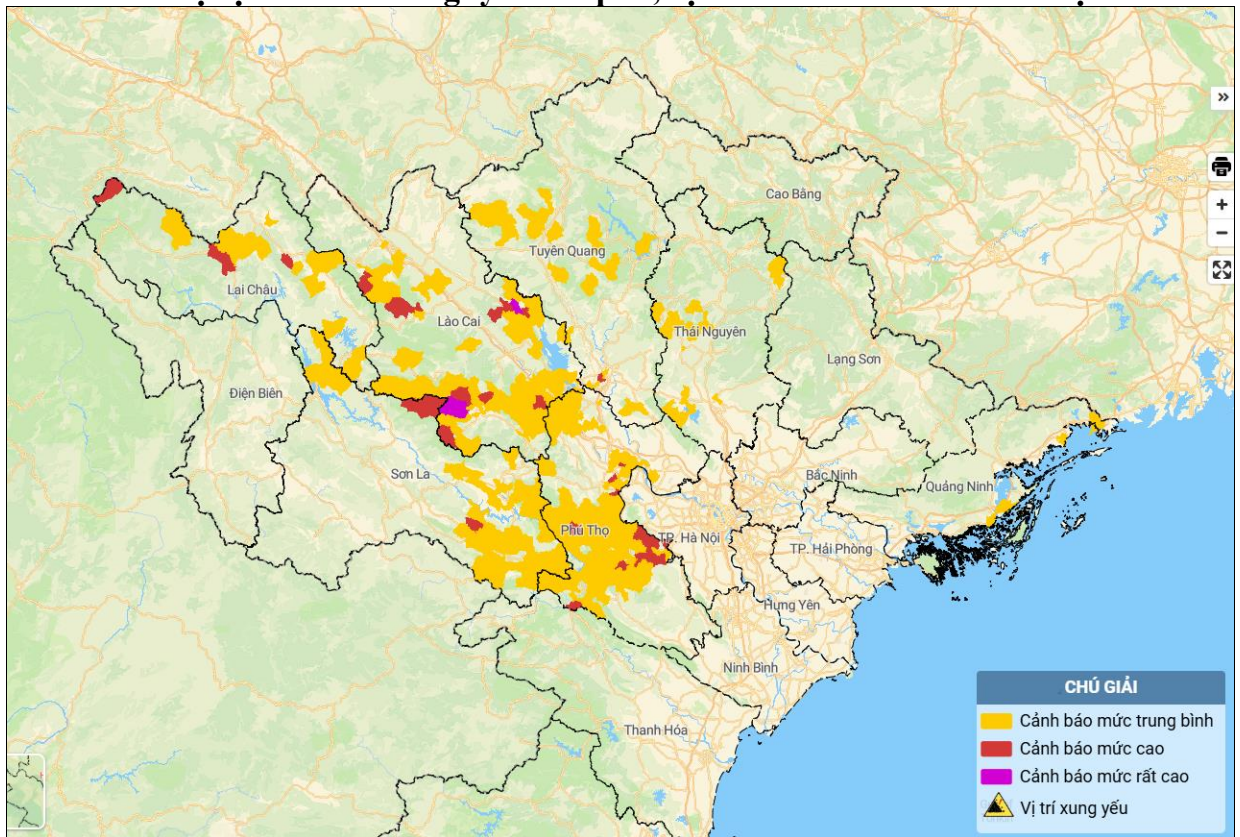 »
Cao Bằng
Tuyên Quang
Lai Châu
Lào Cai
Thái Nguyên
Lạng Sơn
Điện Biên
Sơn La
Bắc Ninh
Quảng Ninh
Phú Thọ
TP. Hà Nội
TP. Hải Phòng
Hưng Yên
Ninh Bình
Thanh Hóa
+
−
CHÚ GIẢI
Cảnh báo mức trung bình
Cảnh báo mức cao
Cảnh báo mức rất cao
Vị trí xung yếu